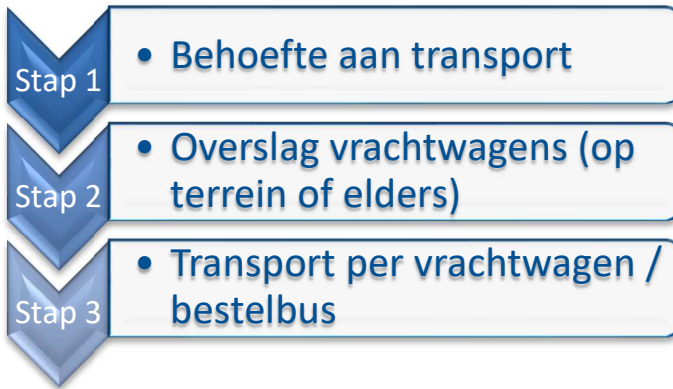 Stap 1
• Behoefte aan transport
Stap 2
• Overslag vrachtwagens (op
terrein of elders)
Stap 3
• Transport per vrachtwagen /
bestelbus